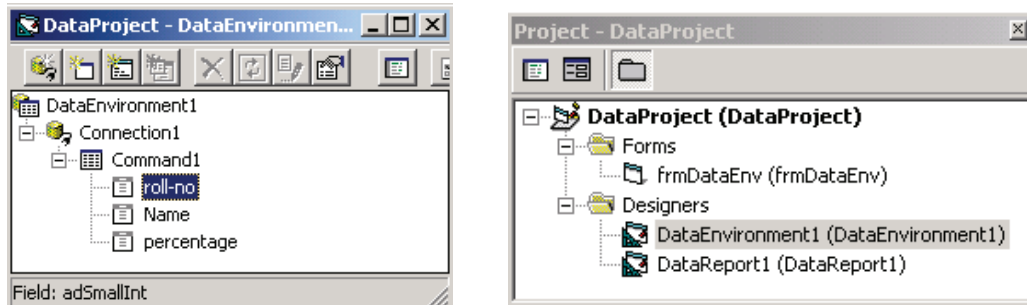 DataProject - DataEnvironmen...
DataEnvironment1
Connection1
Command1
roll-no
Name
percentage
Field: adSmallInt
Project - DataProject
DataProject (DataProject)
Forms
frmDataEnv (frmDataEnv)
Designers
DataEnvironment1 (DataEnvironment1)
DataReport1 (DataReport1)